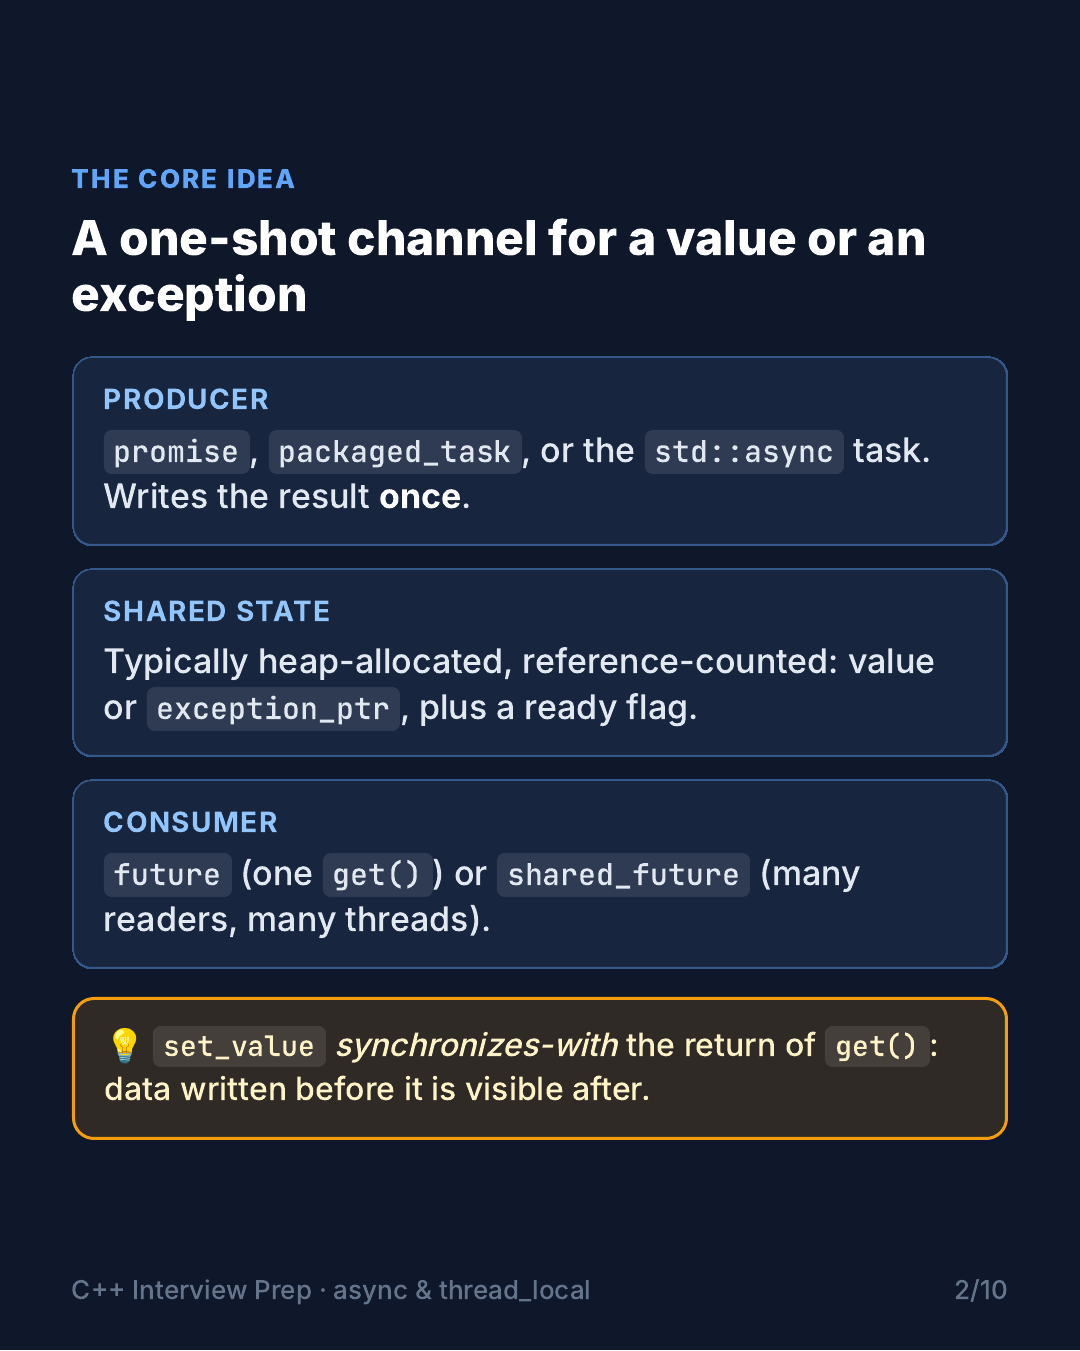 THE CORE IDEA
A one-shot channel for a value or an
exception
PRODUCER
promise, packaged_task, or the std::async task.
Writes the result once.
SHARED STATE
Typically heap-allocated, reference-counted: value
or exception_ptr, plus a ready flag.
CONSUMER
future (one get()) or shared_future (many
readers, many threads).
💡 set_value synchronizes-with the return of get():
data written before it is visible after.
C++ Interview Prep · async & thread_local
2/10